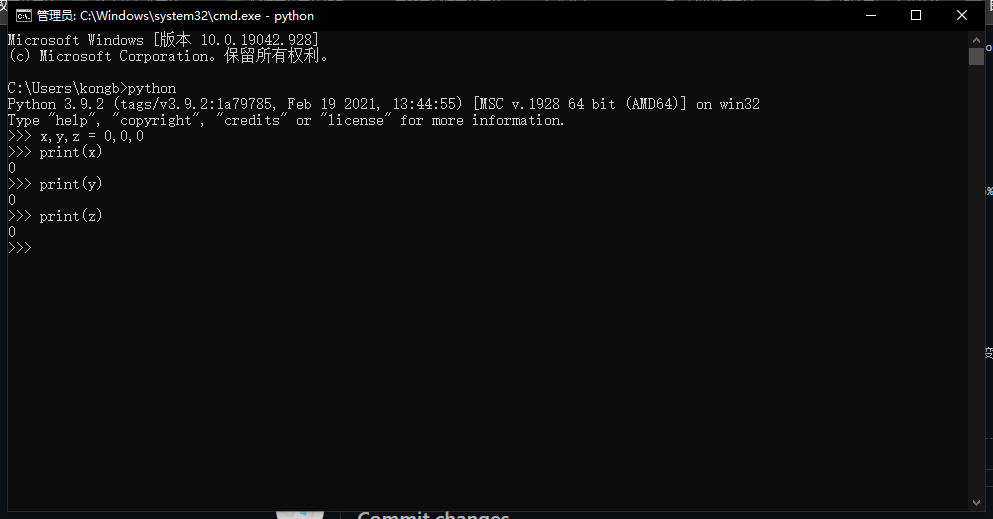 管理员: C:\Windows\system32\cmd.exe - python
Microsoft Windows [版本 10.0.19042.928]
(c) Microsoft Corporation。保留所有权利。
C:\Users\kongb>python
Python 3.9.2 (tags/v3.9.2:1a79785, Feb 19 2021, 13:44:55) [MSC v.1928 64 bit (AMD64)] on win32
Type "help", "copyright", "credits" or "license" for more information.
>>> x,y,z = 0,0,0
>>> print(x)
0
>>> print(y)
0
>>> print(z)
0
>>>
Commit changes